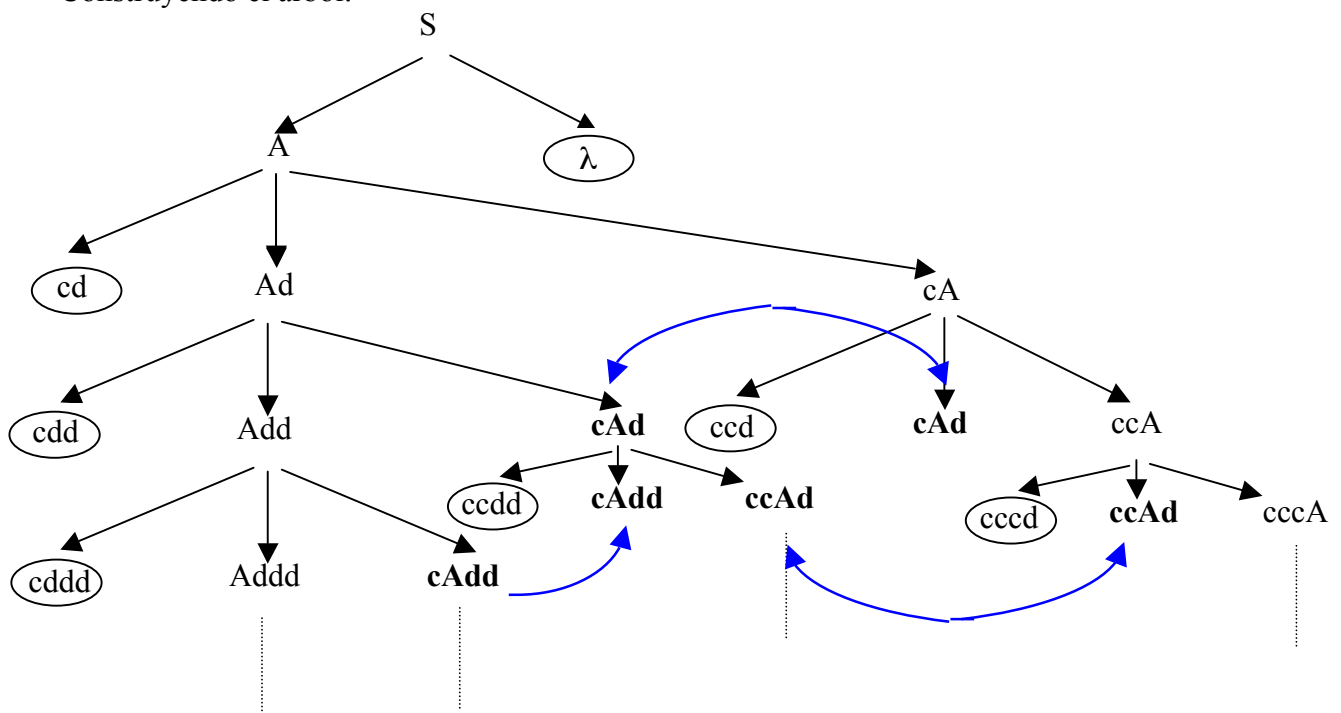 Construyendo el árbol:
S
A λ
cd Ad cA
cdd Add cAd ccd cAd ccA
ccdd cAdd ccAd cccd ccAd cccA
cddd Addd cAdd